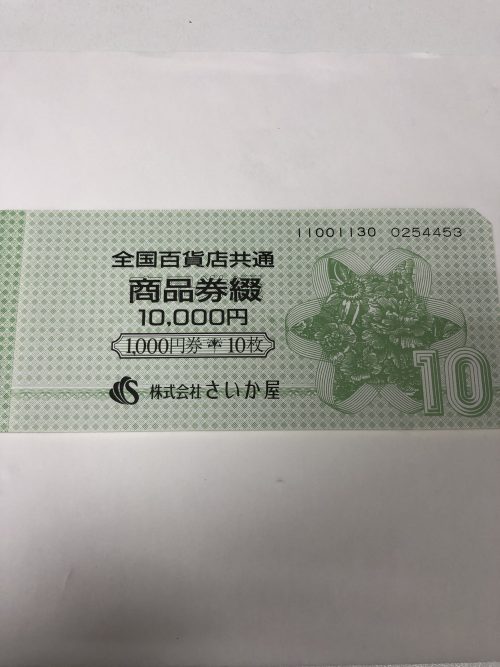 11001130 0254453
全国百貨店共通
商品券綴
10,000円
1,000円券 10枚
株式会社さいか屋
10